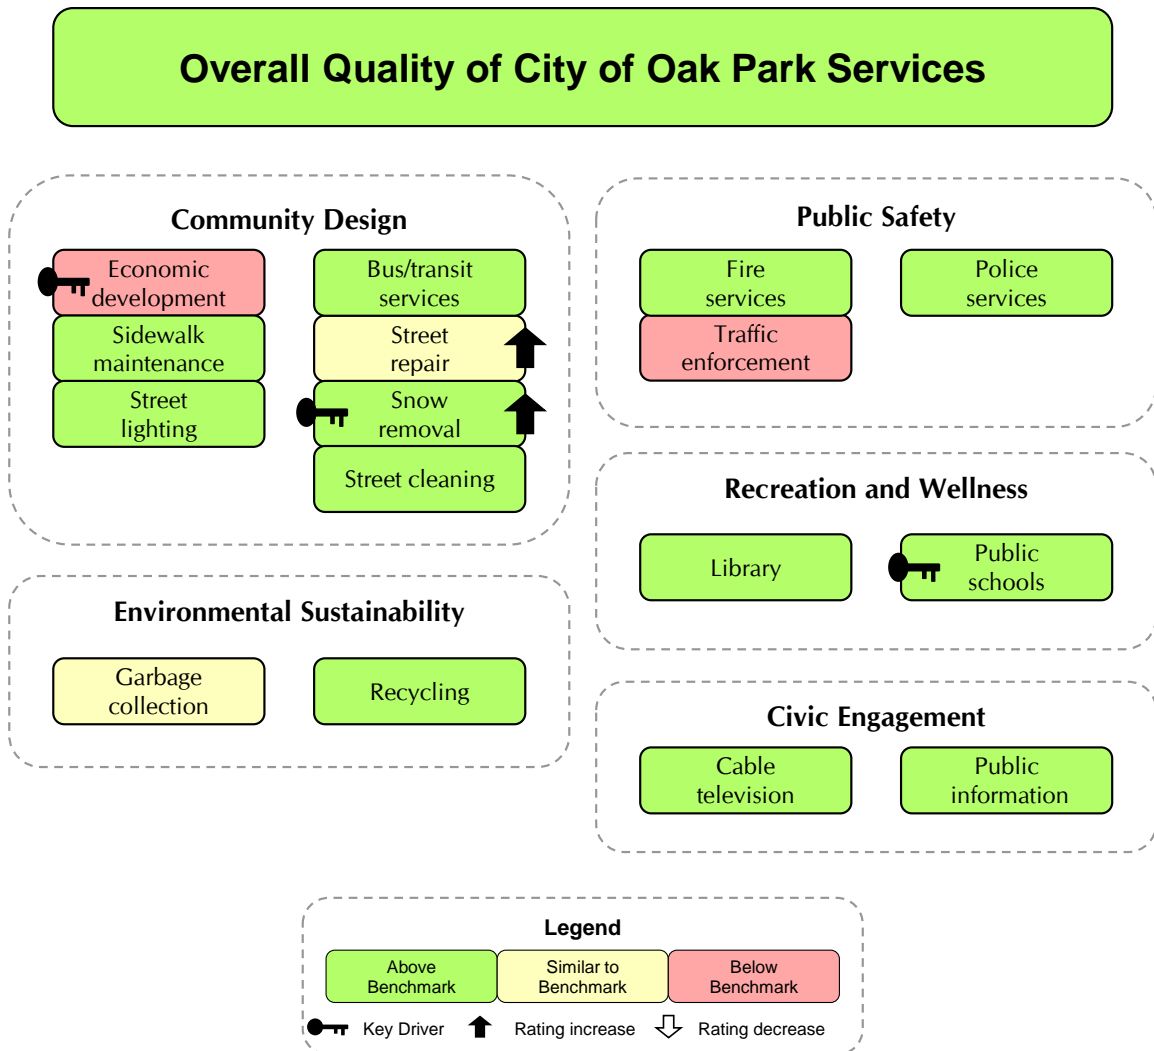 Overall Quality of City of Oak Park Services
Community Design
Economic
development
Sidewalk
maintenance
Street
lighting
Bus/transit
services
Street
repair
Snow
removal
Street cleaning
Environmental Sustainability
Garbage
collection
Recycling
Public Safety
Fire
services
Traffic
enforcement
Police
services
Recreation and Wellness
Library
Public
schools
Civic Engagement
Cable
television
Public
information
Legend
Above
Benchmark
Similar to
Benchmark
Below
Benchmark
Key Driver
Rating increase
Rating decrease